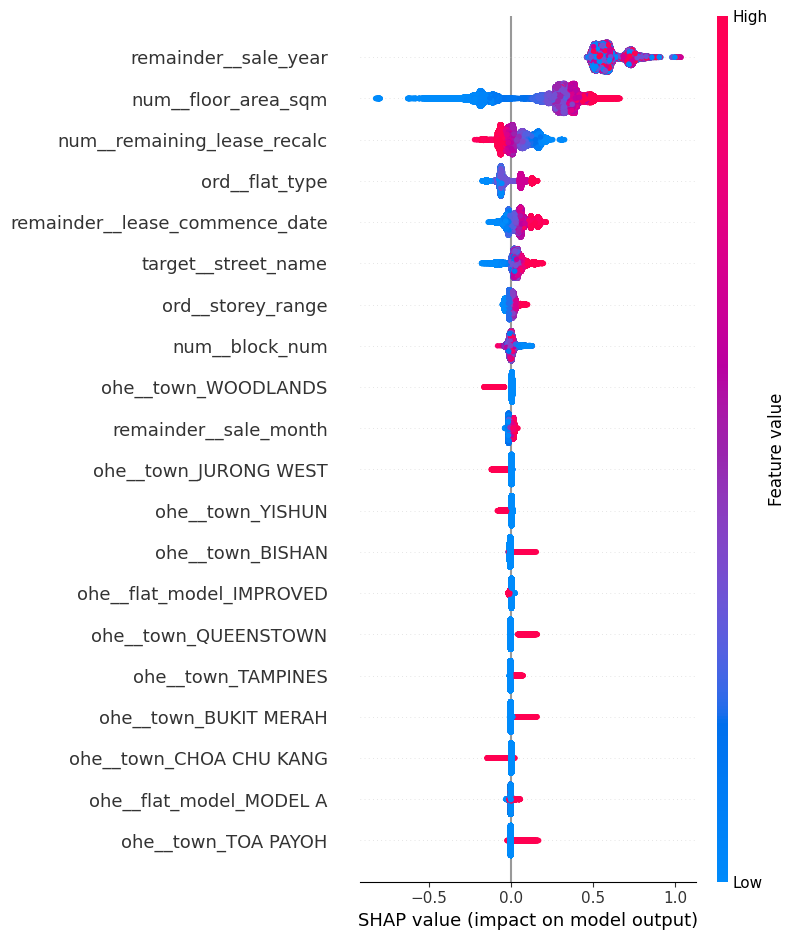 High
remainder__sale_year
num__floor_area_sqm
num__remaining_lease_recalc
ord__flat_type
remainder__lease_commence_date
target__street_name
ord__storey_range
num__block_num
ohe__town_WOODLANDS
remainder__sale_month
Feature value
ohe__town_JURONG WEST
ohe__town_YISHUN
ohe__town_BISHAN
ohe__flat_model_IMPROVED
ohe__town_QUEENSTOWN
ohe__town_TAMPINES
ohe__town_BUKIT MERAH
ohe__town_CHOA CHU KANG
ohe__flat_model_MODEL A
ohe__town_TOA PAYOH
Low
−0.5 0.0 0.5 1.0
SHAP value (impact on model output)